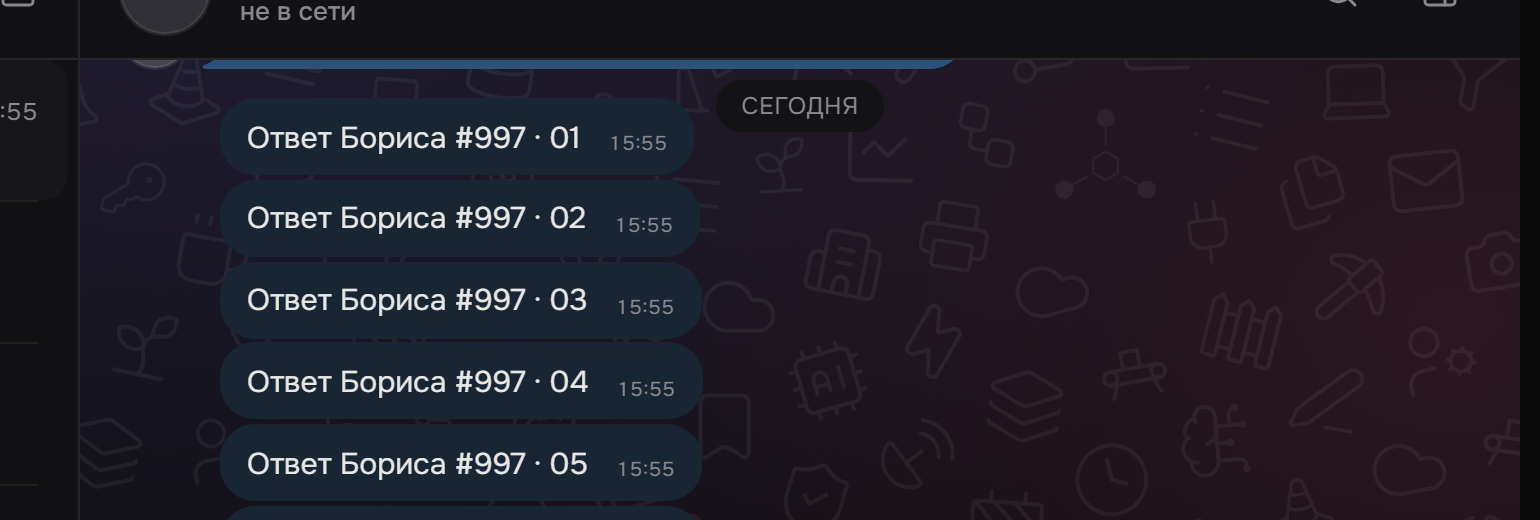 не в сети
:55
СЕГОДНЯ
Ответ Бориса #997 · 01 15:55
Ответ Бориса #997 · 02 15:55
Ответ Бориса #997 · 03 15:55
Ответ Бориса #997 · 04 15:55
Ответ Бориса #997 · 05 15:55
AI